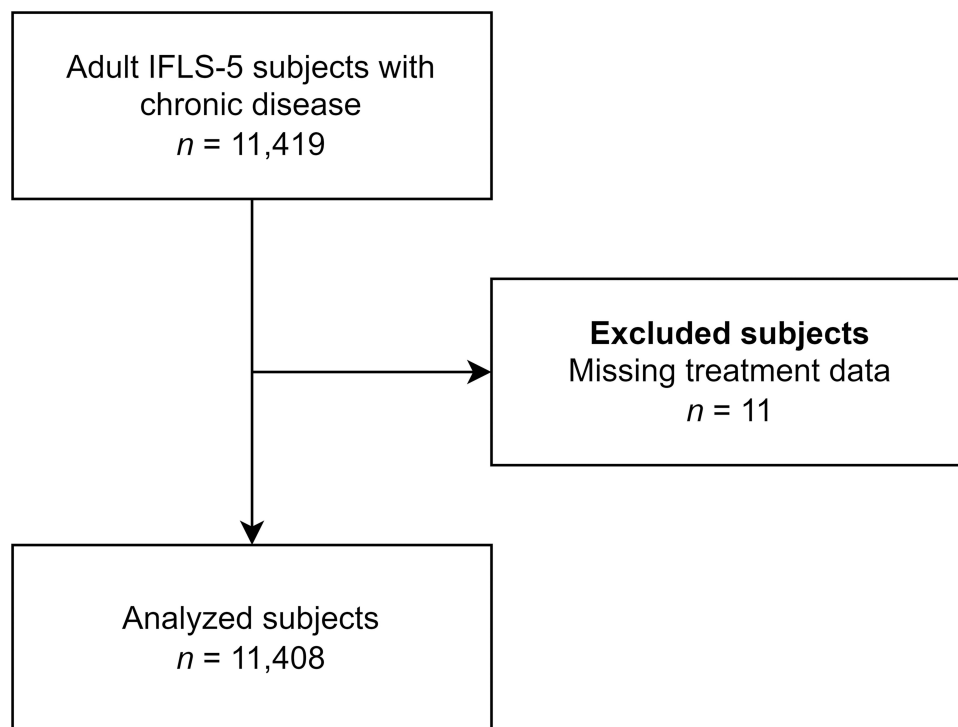 Adult IFLS-5 subjects with
chronic disease
n = 11,419
Excluded subjects
Missing treatment data
n = 11
Analyzed subjects
n = 11,408